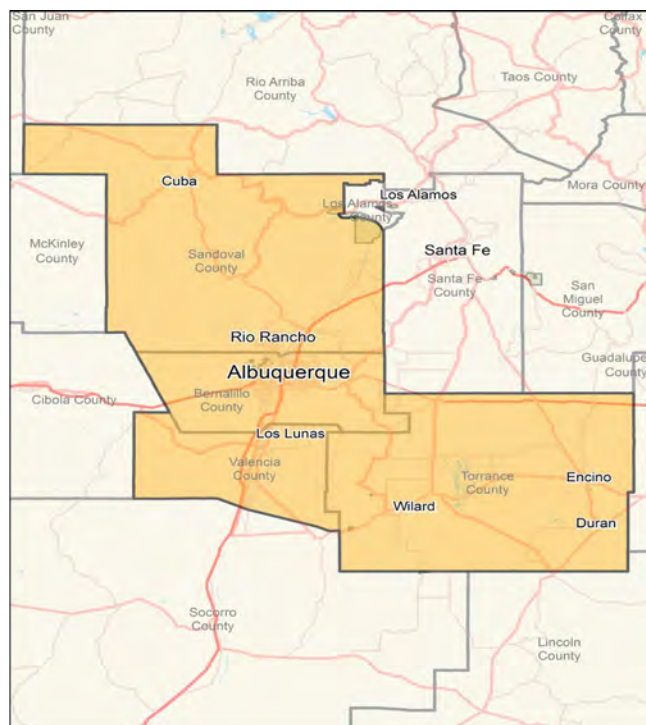 San Juan
County
Colfax
County
Rio Arriba
County
Taos County
Cuba
Los Alamos
Los Alamos
County
Mora County
McKinley
County
Sandoval
County
Santa Fe
Santa Fe
County
San
Miguel
County
Rio Rancho
Albuquerque
Guadalupe
County
Cibola County
Bernalillo
County
Los Lunas
Valencia
County
Torrance
County
Encino
Wilard
Duran
Socorro
County
Lincoln
County